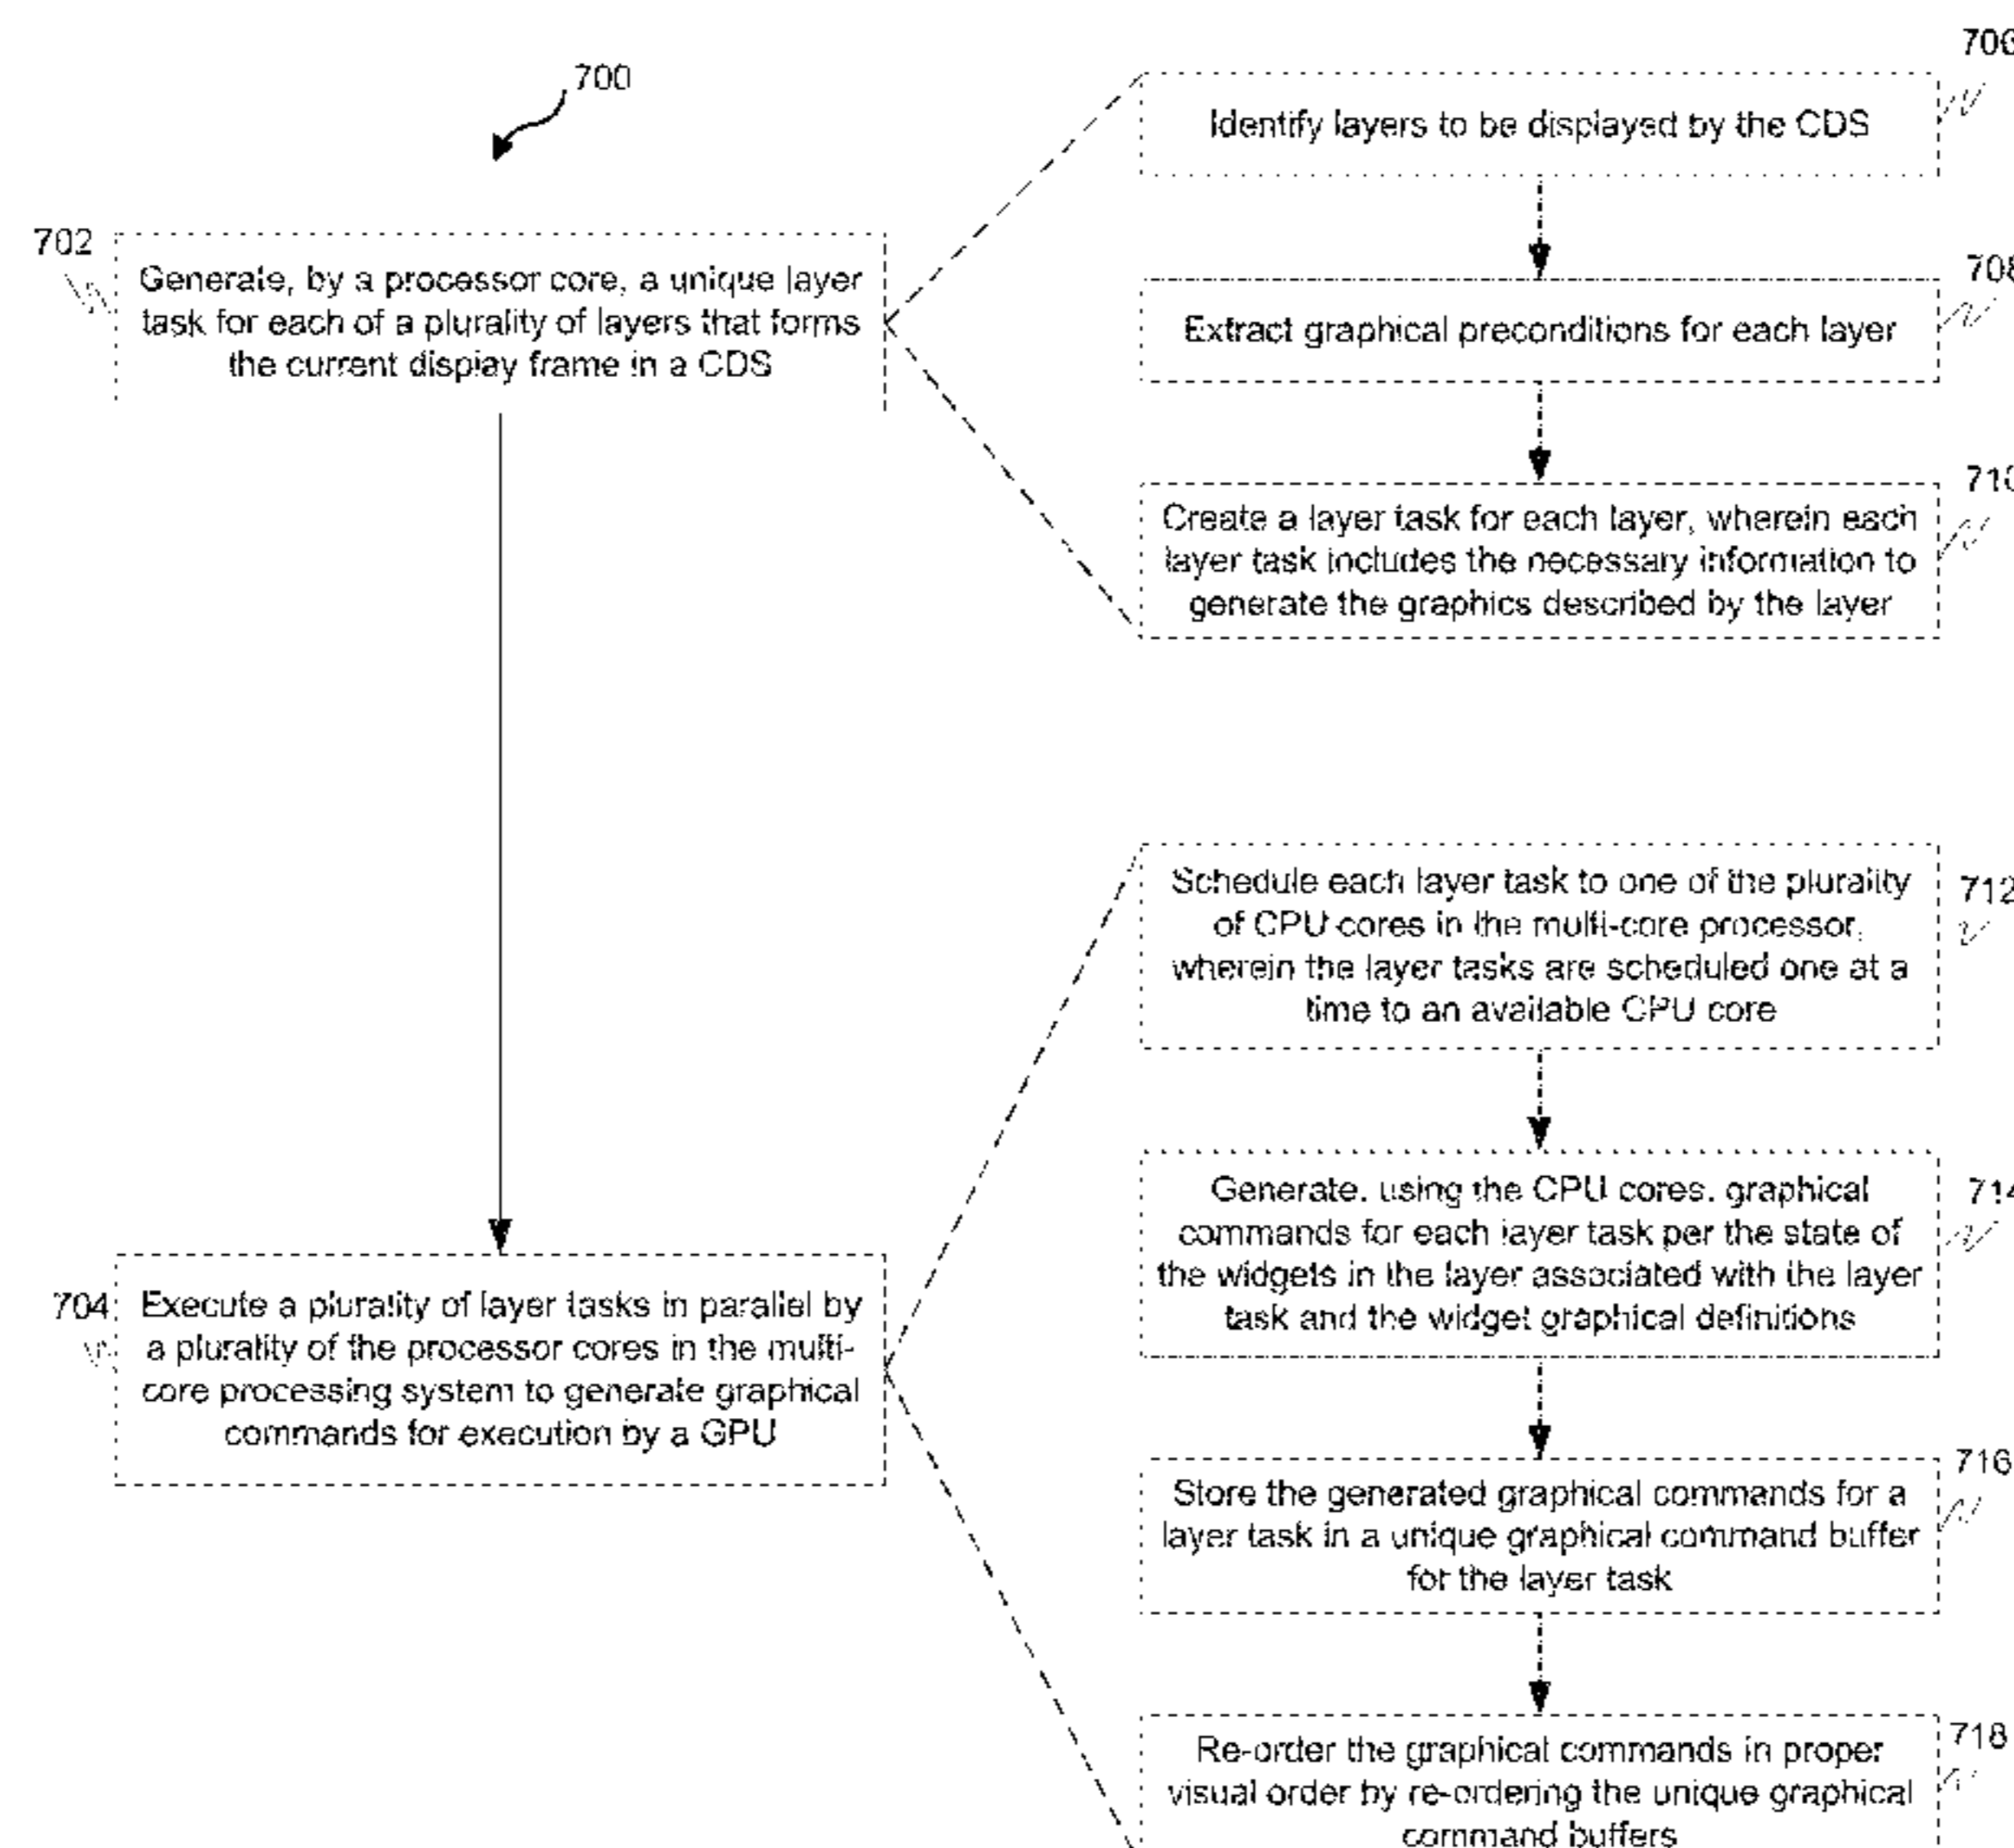 700
702
Generate, by a processor core, a unique layer
task for each of a plurality of layers that forms
the current display frame in a CDS
704
Execute a plurality of layer tasks in parallel by
a plurality of the processor cores in the multi-
core processing system to generate graphical
commands for execution by a GPU
706
Identify layers to be displayed by the CDS
708
Extract graphical preconditions for each layer
710
Create a layer task for each layer, wherein each
layer task includes the necessary information to
generate the graphics described by the layer
712
Schedule each layer task to one of the plurality
of CPU cores in the multi-core processor,
wherein the layer tasks are scheduled one at a
time to an available CPU core
714
Generate, using the CPU cores, graphical
commands for each layer task per the state of
the widgets in the layer associated with the layer
task and the widget graphical definitions
716
Store the generated graphical commands for a
layer task in a unique graphical command buffer
for the layer task
718
Re-order the graphical commands in proper
visual order by re-ordering the unique graphical
command buffers